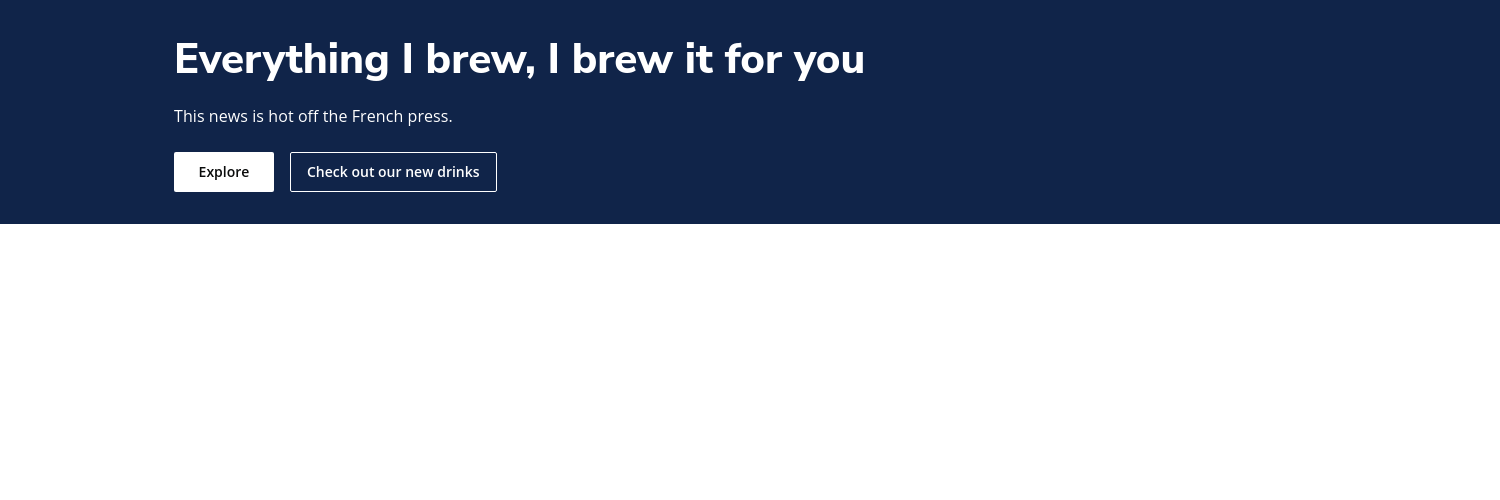 Everything I brew, I brew it for you
This news is hot off the French press.
Explore
Check out our new drinks